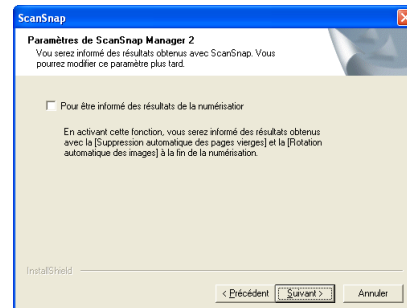 ScanSnap
Paramètres de ScanSnap Manager 2
Vou serez informé des résultats obtenus avec ScanSnap. Vous
pourrez modifier ce paramètre plus tard.
Pour être informé des résultats de la numérisatior
En activant cette fonction, vous serez informé des résultats obtenus
avec la [Suppression automatique des pages vierges] et la [Rotation
automatique des images] à la fin de la numérisation.
InstallShield
< Précédent Suivant > Annuler